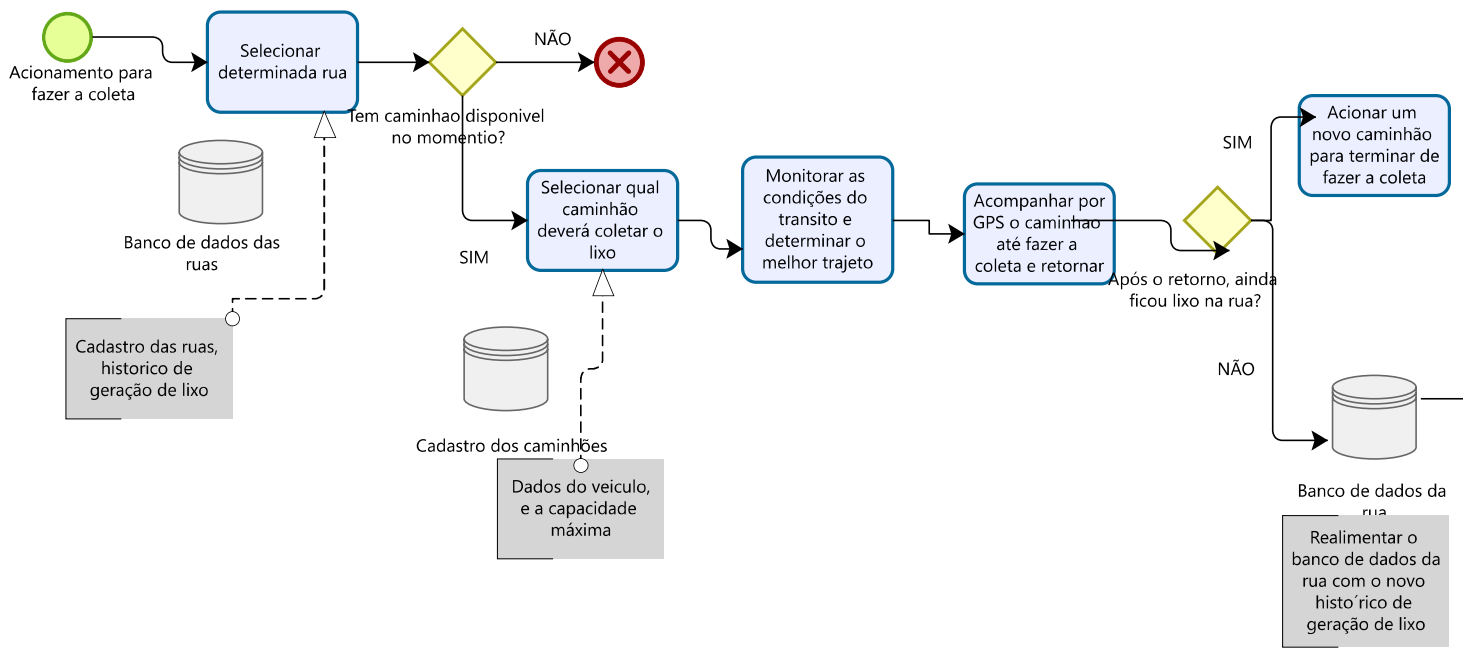 Acionamento para
fazer a coleta
Selecionar
determinada rua
NÃO
Tem caminhao disponivel
no momentio?
Banco de dados das
ruas
Cadastro das ruas,
historico de
geração de lixo
SIM
Selecionar qual
caminhão
deverá coletar o
lixo
Cadastro dos caminhões
Dados do veiculo,
e a capacidade
máxima
Monitorar as
condições do
transito e
determinar o
melhor trajeto
Acompanhar por
GPS o caminhao
até fazer a
coleta e retornar
Após o retorno, ainda
ficou lixo na rua?
SIM
Acionar um
novo caminhão
para terminar de
fazer a coleta
NÃO
Banco de dados da
rua
Realimentar o
banco de dados da
rua com o novo
histo´rico de
geração de lixo